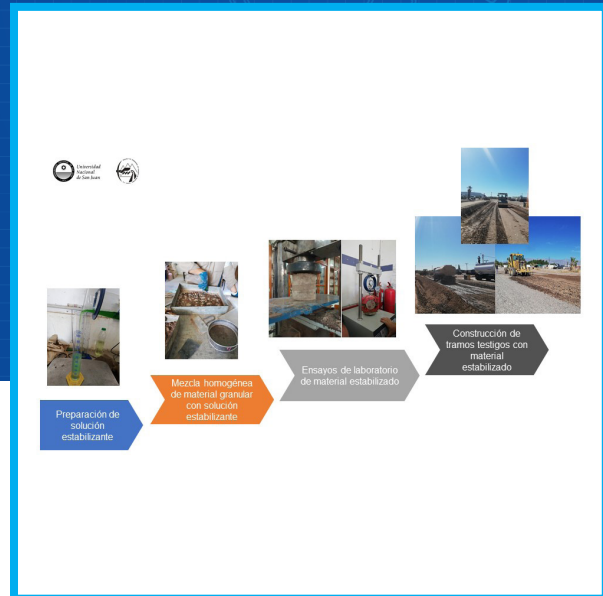 Universidad
Nacional
de San Juan
Construcción de
tramos testigos con
material
estabilizado
Ensayos de laboratorio
de material estabilizado
Mezcla homogénea
de material granular
con solución
estabilizante
Preparación de
solución
estabilizante